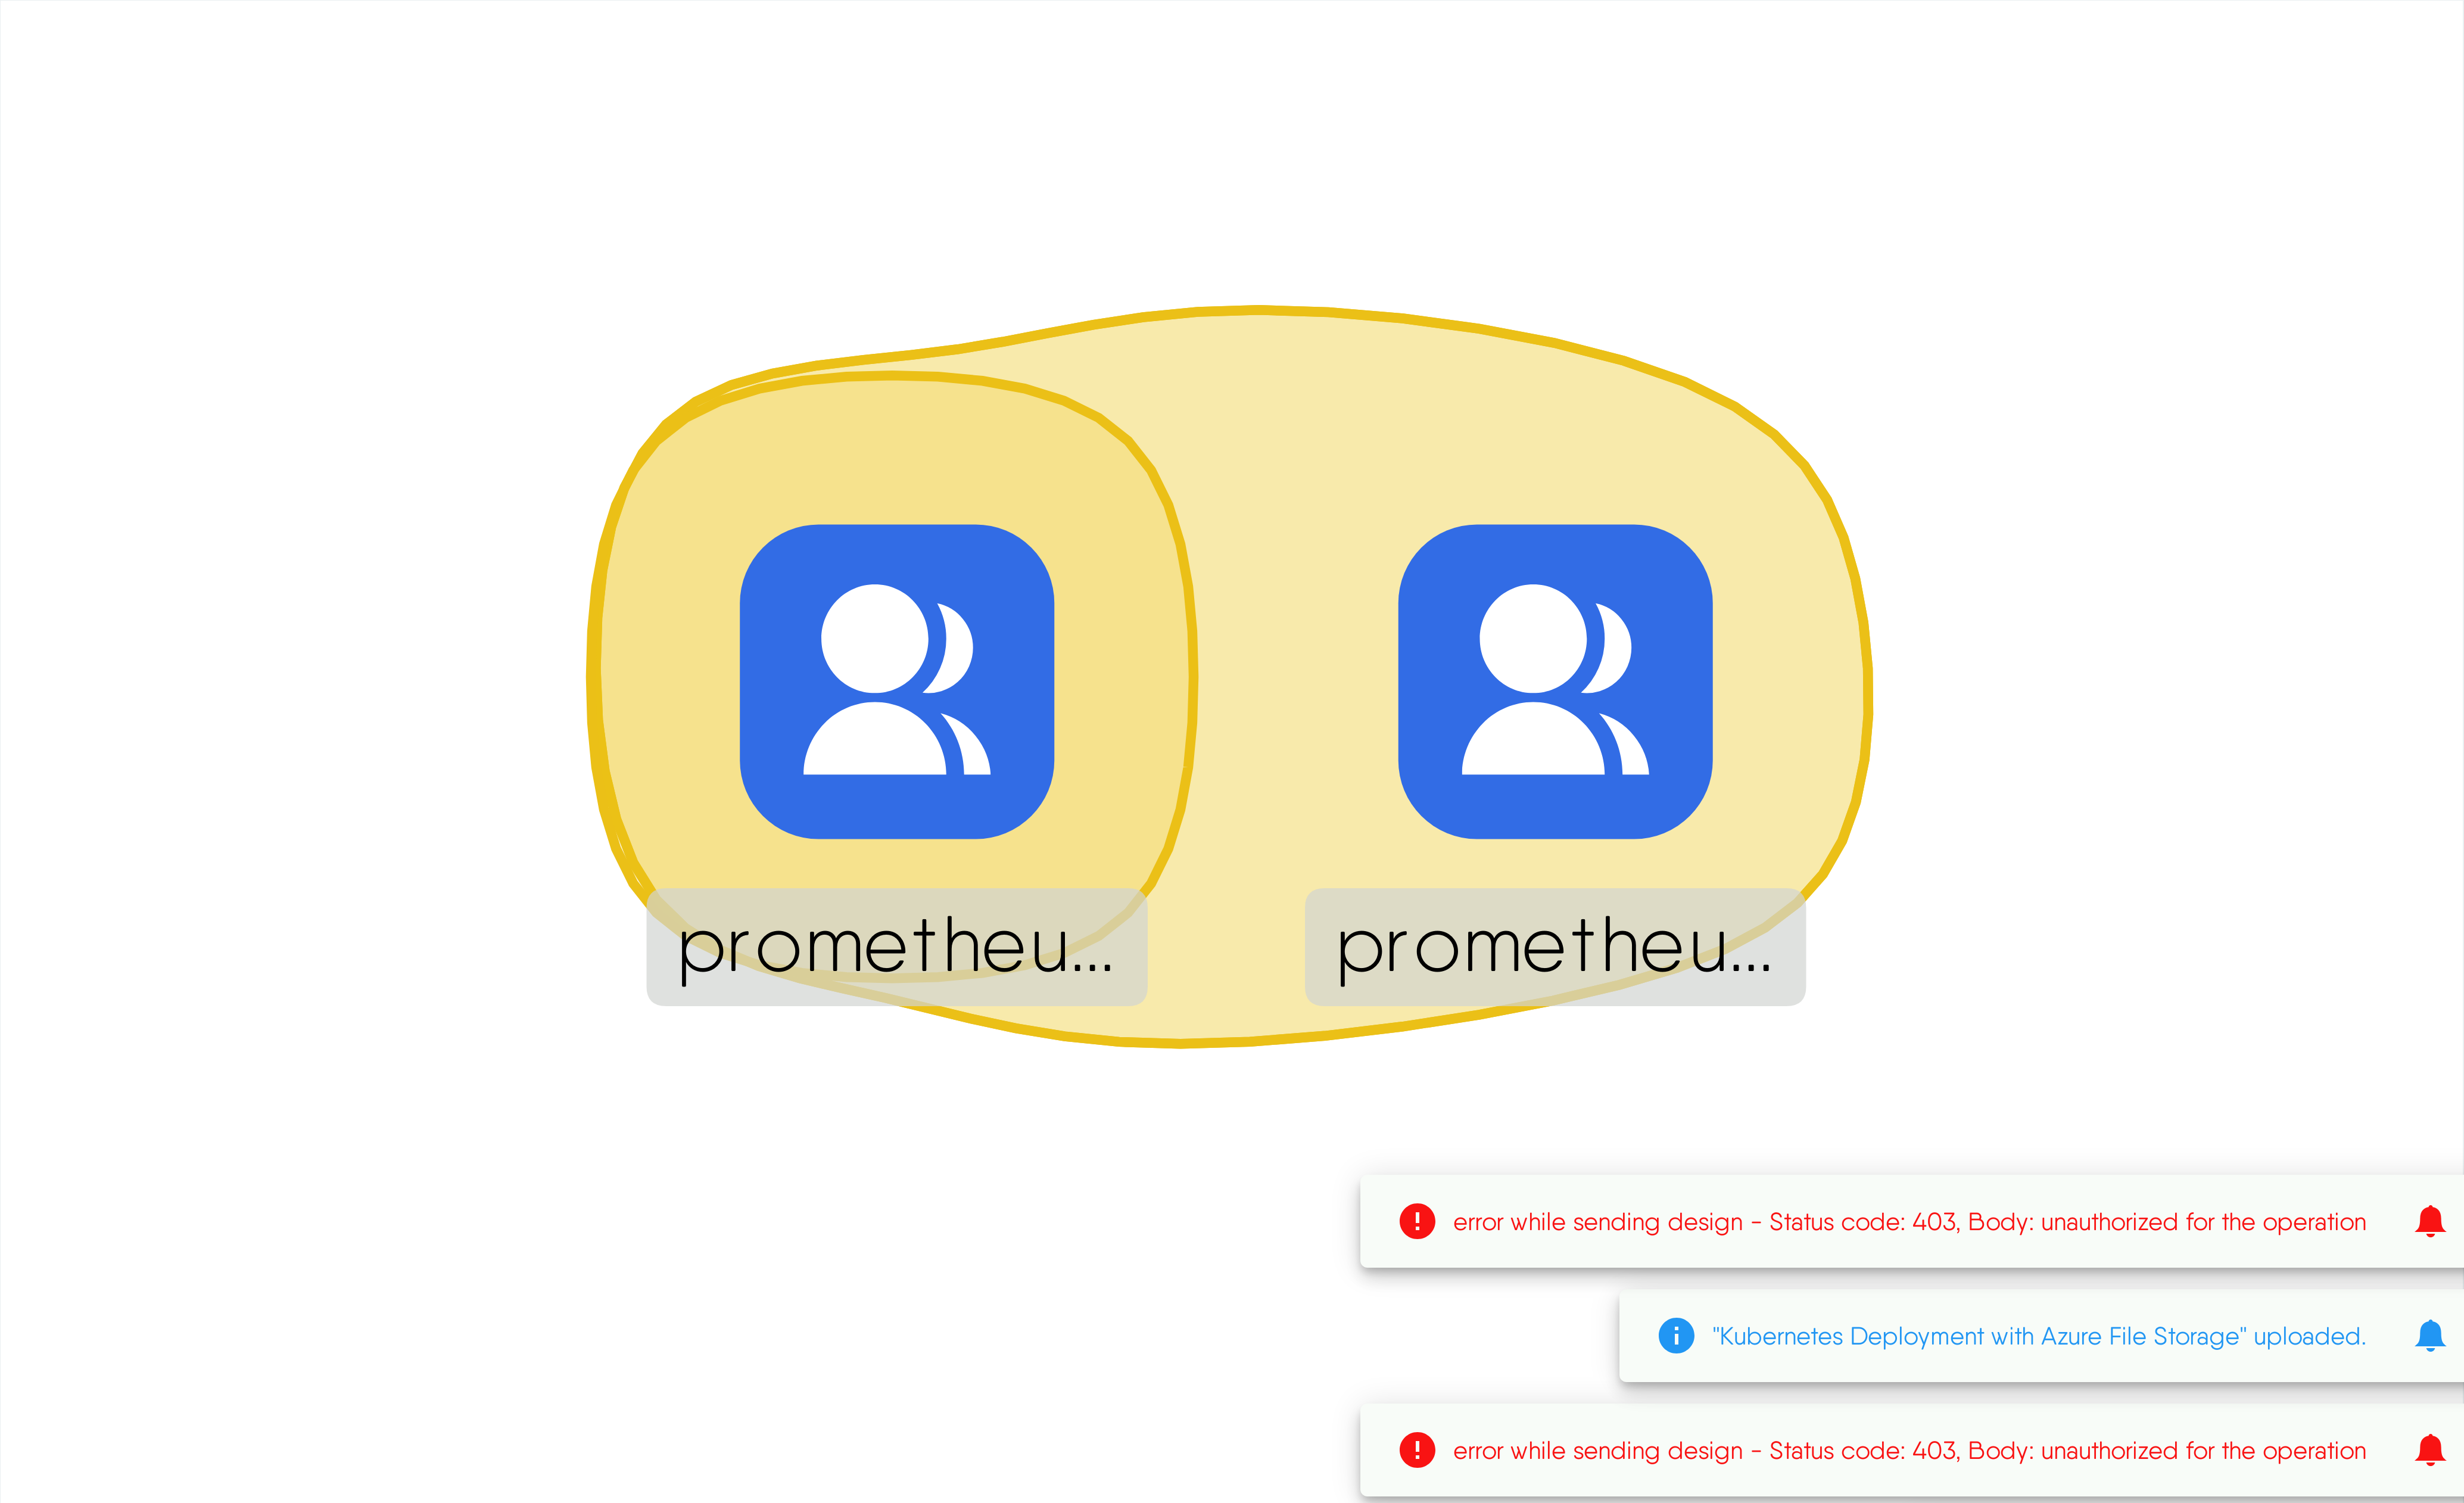 prometheu...
prometheu...
error while sending design - Status code: 403, Body: unauthorized for the operation
"Kubernetes Deployment with Azure File Storage" uploaded.
error while sending design - Status code: 403, Body: unauthorized for the operation